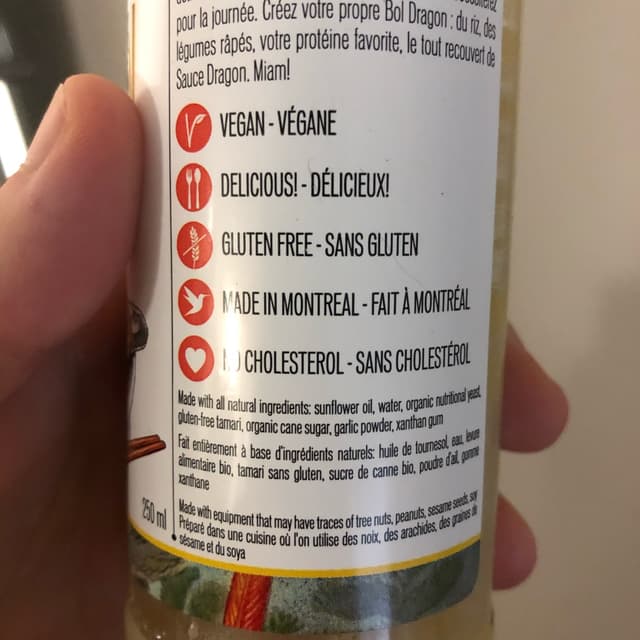 pour la journée. Créez votre propre Bol Dragon : du riz, des
légumes râpés, votre protéine favorite, le tout recouvert de
Sauce Dragon. Miam!
VEGAN - VÉGANE
DELICIOUS! - DÉLICIEUX!
GLUTEN FREE - SANS GLUTEN
MADE IN MONTREAL - FAIT À MONTRÉAL
NO CHOLESTEROL - SANS CHOLESTÉROL
Made with all natural ingredients: sunflower oil, water, organic nutritional yeast,
gluten-free tamari, organic cane sugar, garlic powder, xanthan gum
Fait entièrement à base d'ingrédients naturels: huile de tournesol, eau, levure
alimentaire bio, tamari sans gluten, sucre de canne bio, poudre d'ail, gomme
xanthane
250 ml
Made with equipment that may have traces of tree nuts, peanuts, sesame seeds, soy
Préparé dans une cuisine où l'on utilise des noix, des arachides, des graines de
sésame et du soya